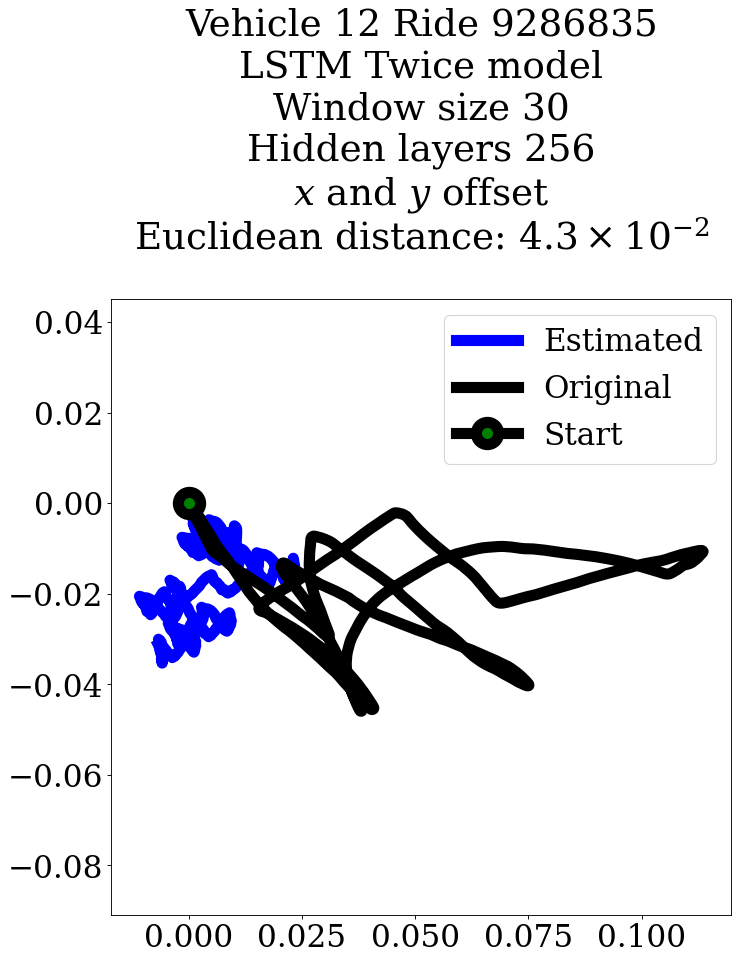 Vehicle 12 Ride 9286835
LSTM Twice model
Window size 30
Hidden layers 256
x and y offset
Euclidean distance: 4.3 × 10⁻²
Estimated
Original
Start
0.04
0.02
0.00
−0.02
−0.04
−0.06
−0.08
0.000 0.025 0.050 0.075 0.100